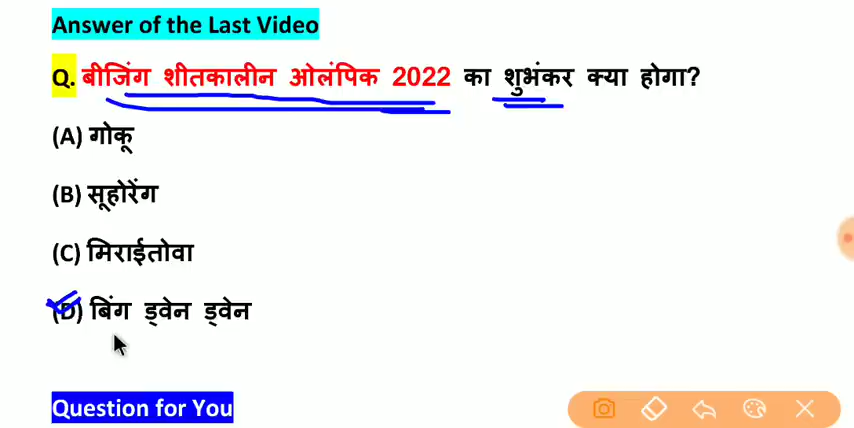 Answer of the Last Video
Q. बीजिंग शीतकालीन ओलंपिक 2022 का शुभंकर क्या होगा?
(A) गोकू
(B) सूहोरेंग
(C) मिराईतोवा
(D) बिंग ड्वेन ड्वेन
Question for You